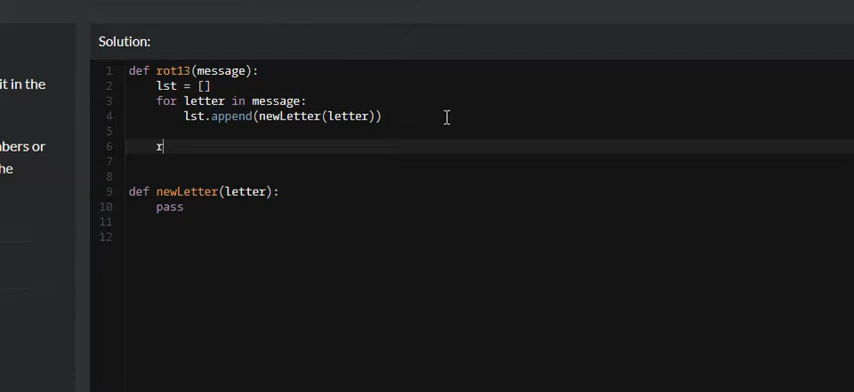 Solution:
it in the
bers or
he
1 def rot13(message):
2 lst = []
3 for letter in message:
4 lst.append(newLetter(letter))
5
6 r
7
8
9 def newLetter(letter):
10 pass
11
12